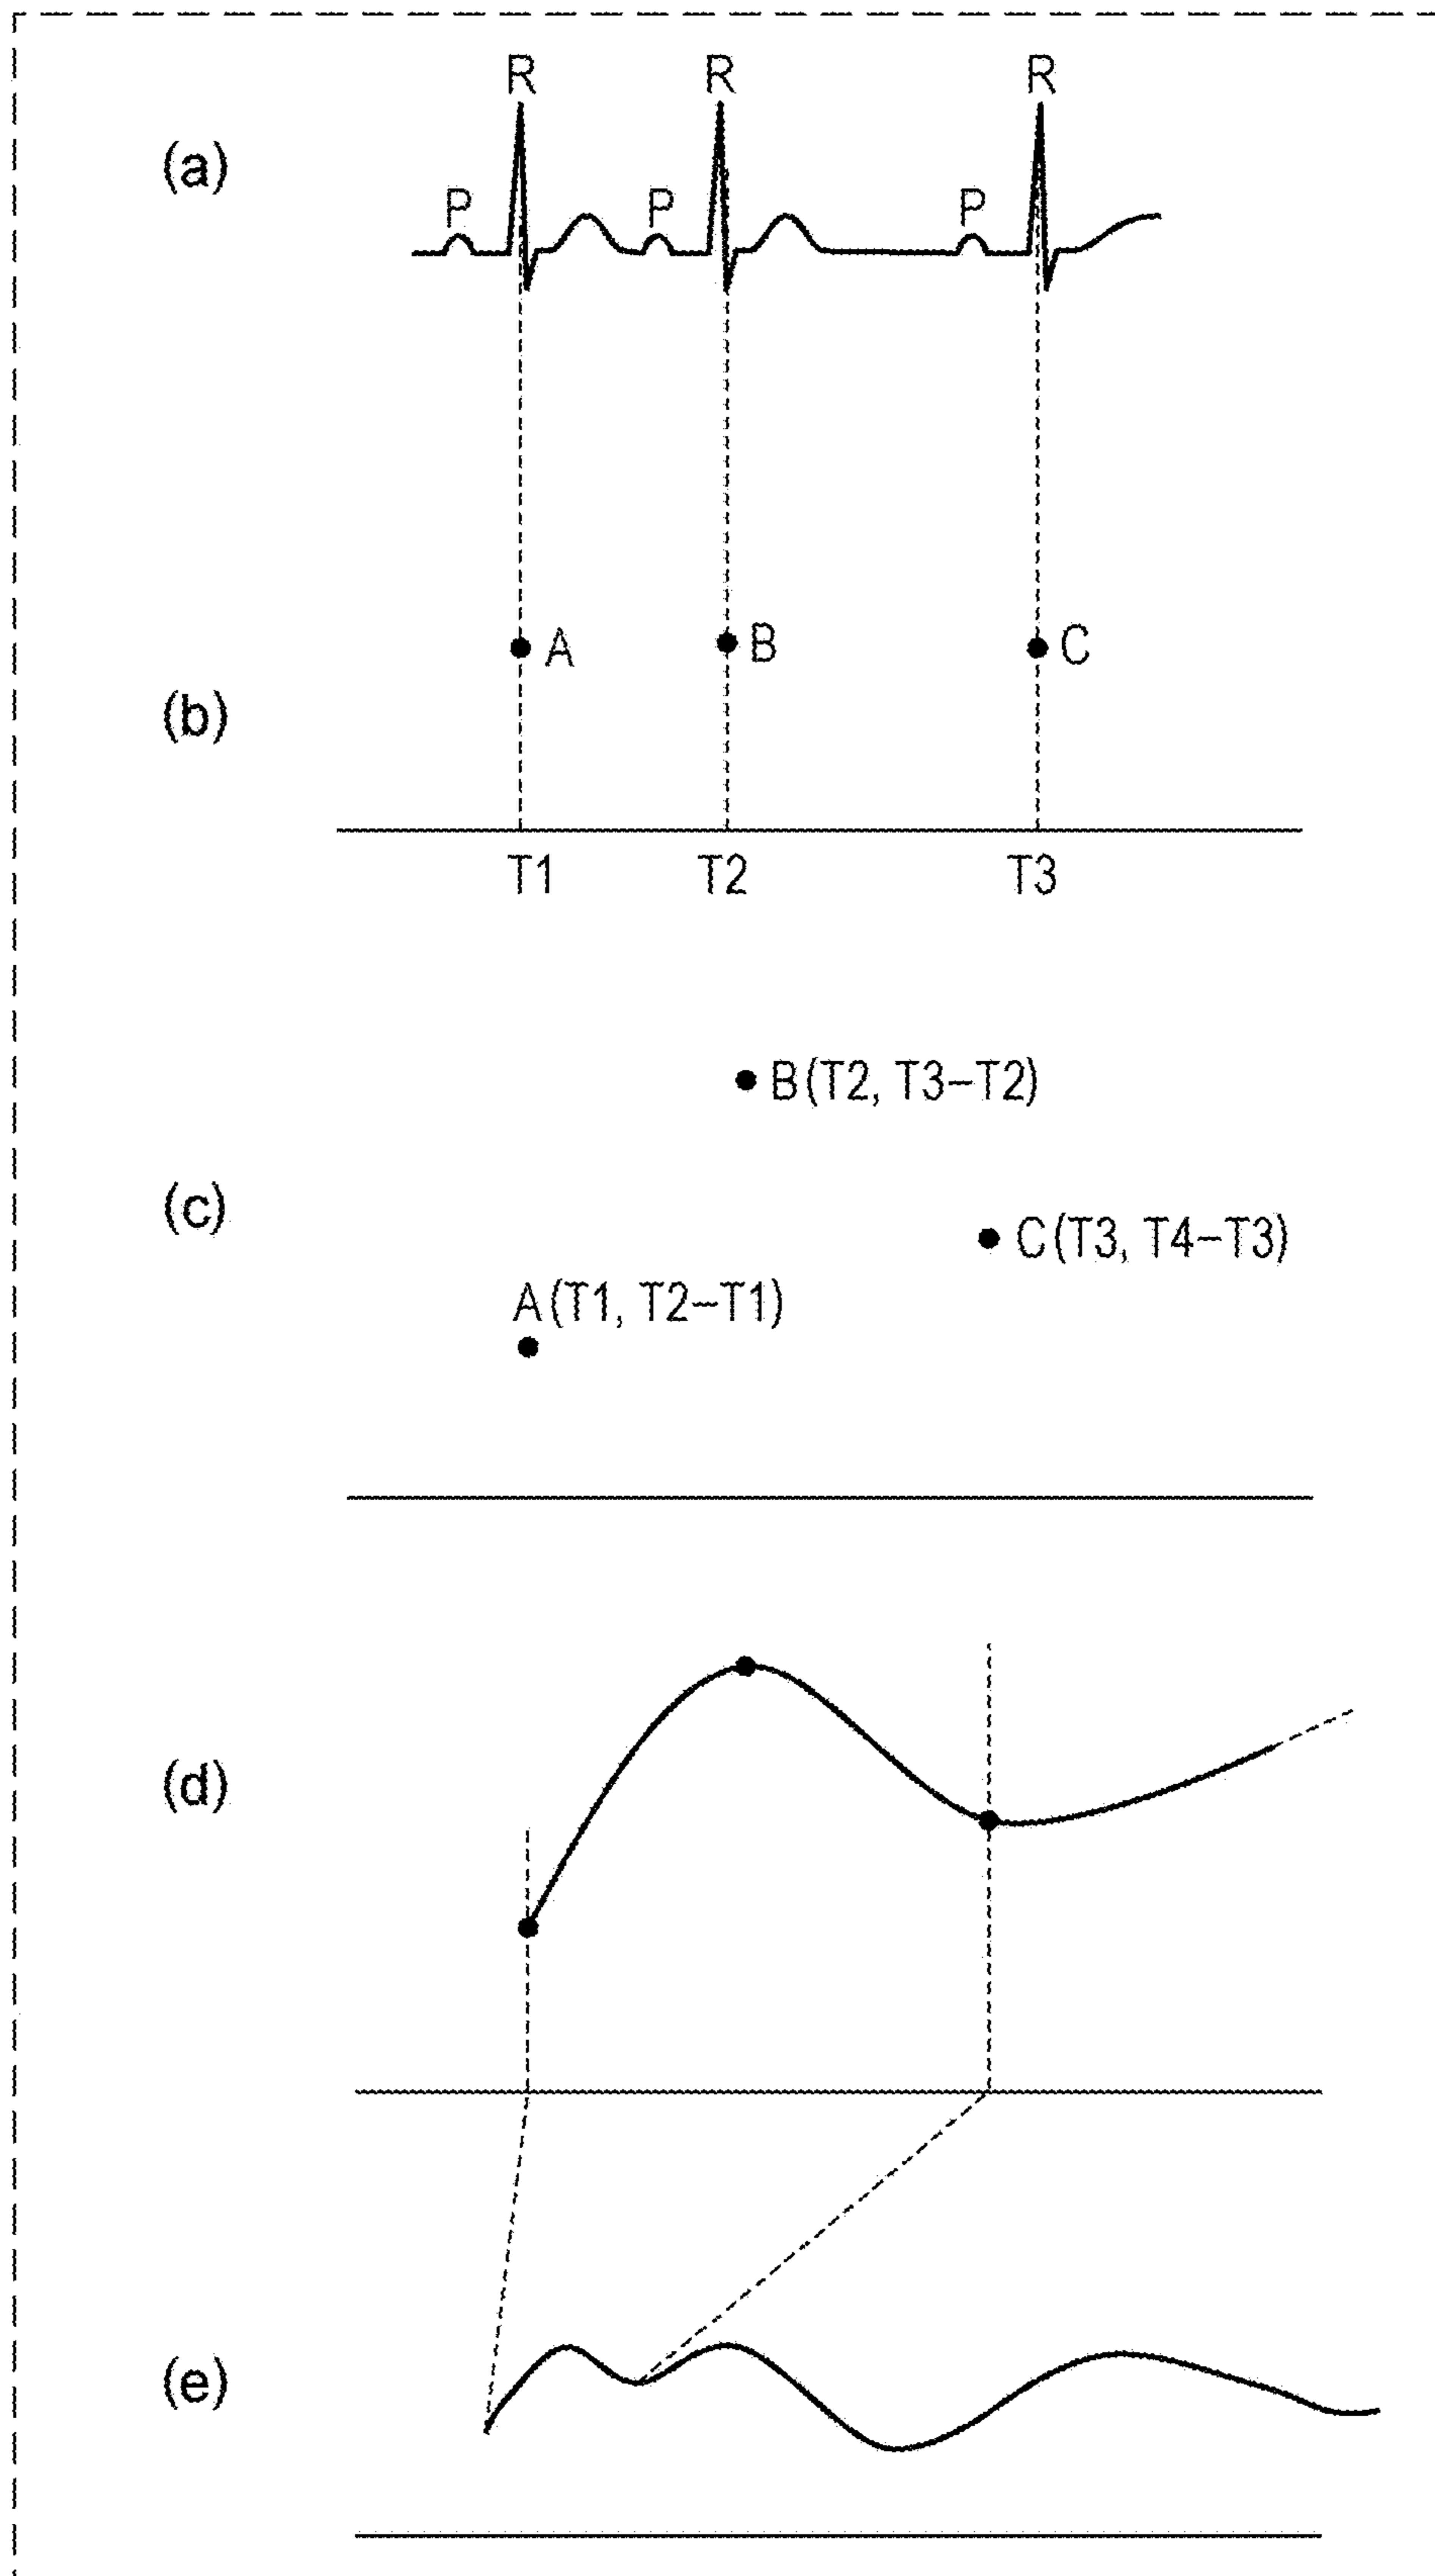 R R R
(a)
P P P
A B C
(b)
T1 T2 T3
B(T2, T3–T2)
(c)
C(T3, T4–T3)
A(T1, T2–T1)
(d)
(e)